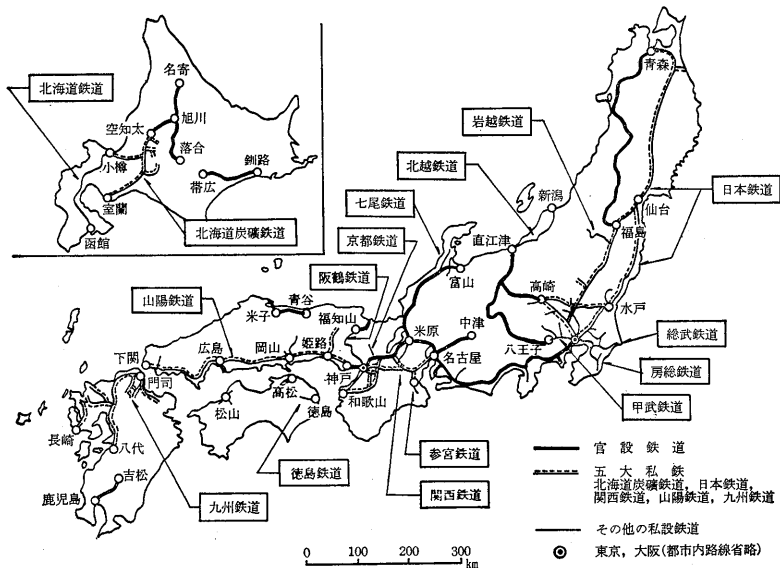 北海道鉄道
名寄
旭川
空知太
小樽
落合
釧路
帯広
室蘭
函館
北海道炭礦鉄道
青森
岩越鉄道
北越鉄道
新潟
仙台
日本鉄道
福島
七尾鉄道
京都鉄道
直江津
阪鶴鉄道
富山
高崎
水戸
山陽鉄道
米子
青谷
福知山
米原
中津
八王子
総武鉄道
下関
広島
岡山
姫路
神戸
名古屋
房総鉄道
門司
高松
松山
徳島
和歌山
甲武鉄道
長崎
八代
吉松
鹿児島
九州鉄道
徳島鉄道
参宮鉄道
関西鉄道
官設鉄道
五大私鉄
北海道炭礦鉄道,日本鉄道,
関西鉄道,山陽鉄道,九州鉄道
その他の私設鉄道
東京,大阪(都市内路線省略)
0 100 200 300
km